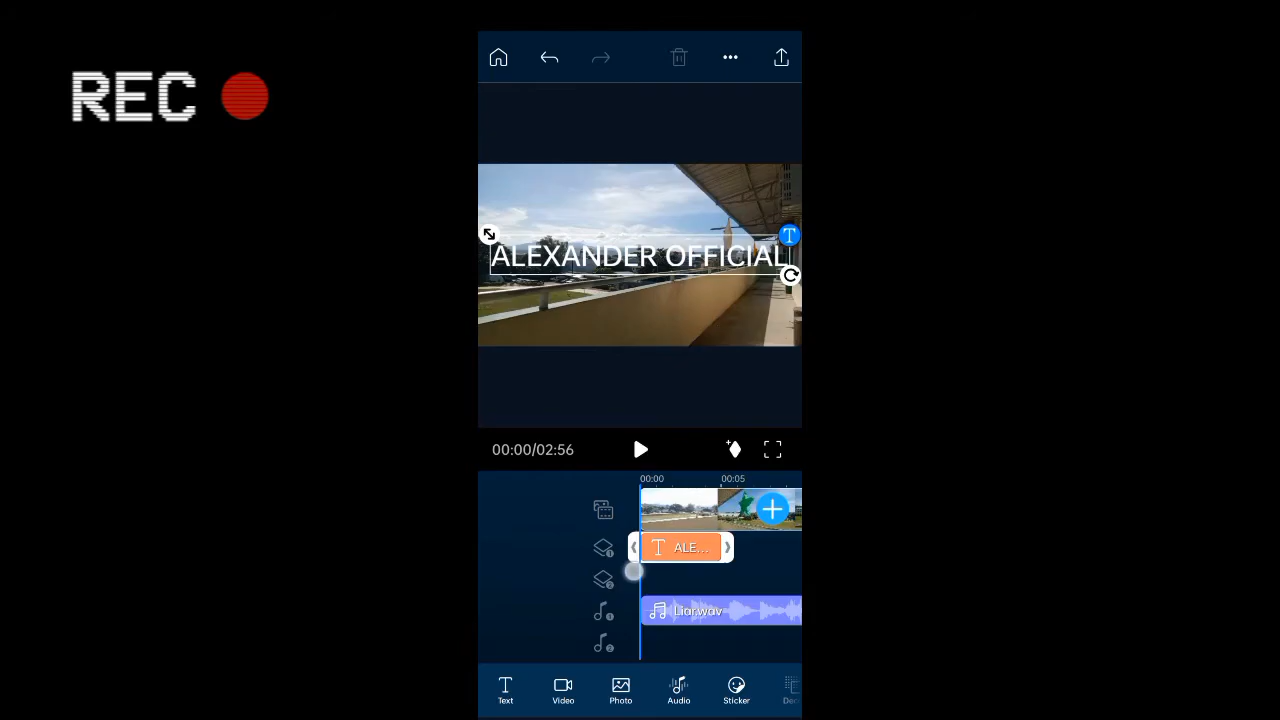 REC
ALEXANDER OFFICIAL
00:00/02:56
00:00 00:05
ALE...
Liar.wav
Text Video Photo Audio Sticker